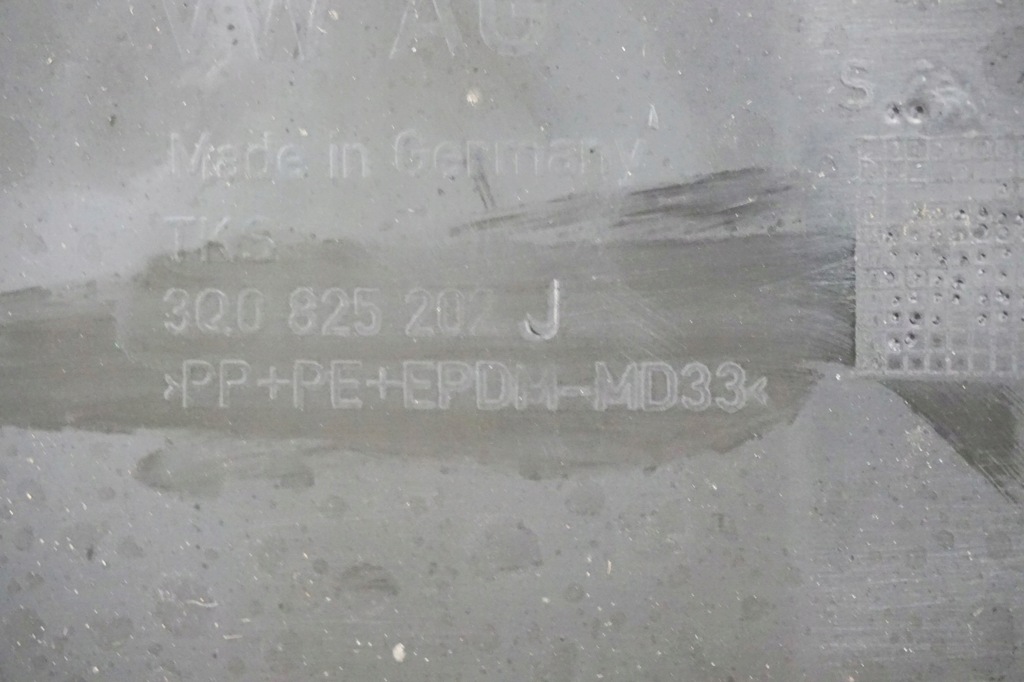 VW AG
S
Made in Germany
TKS
3Q0 825 202 J
>PP+PE+EPDM-MD33<